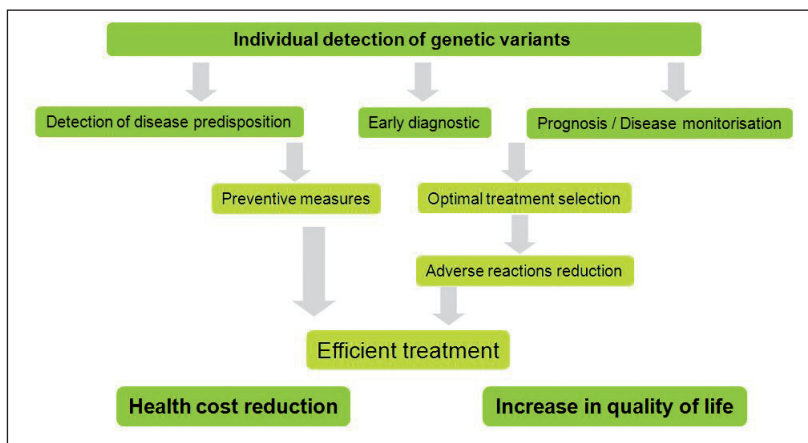 Individual detection of genetic variants
Detection of disease predisposition
Early diagnostic
Prognosis / Disease monitorisation
Preventive measures
Optimal treatment selection
Adverse reactions reduction
Efficient treatment
Health cost reduction
Increase in quality of life